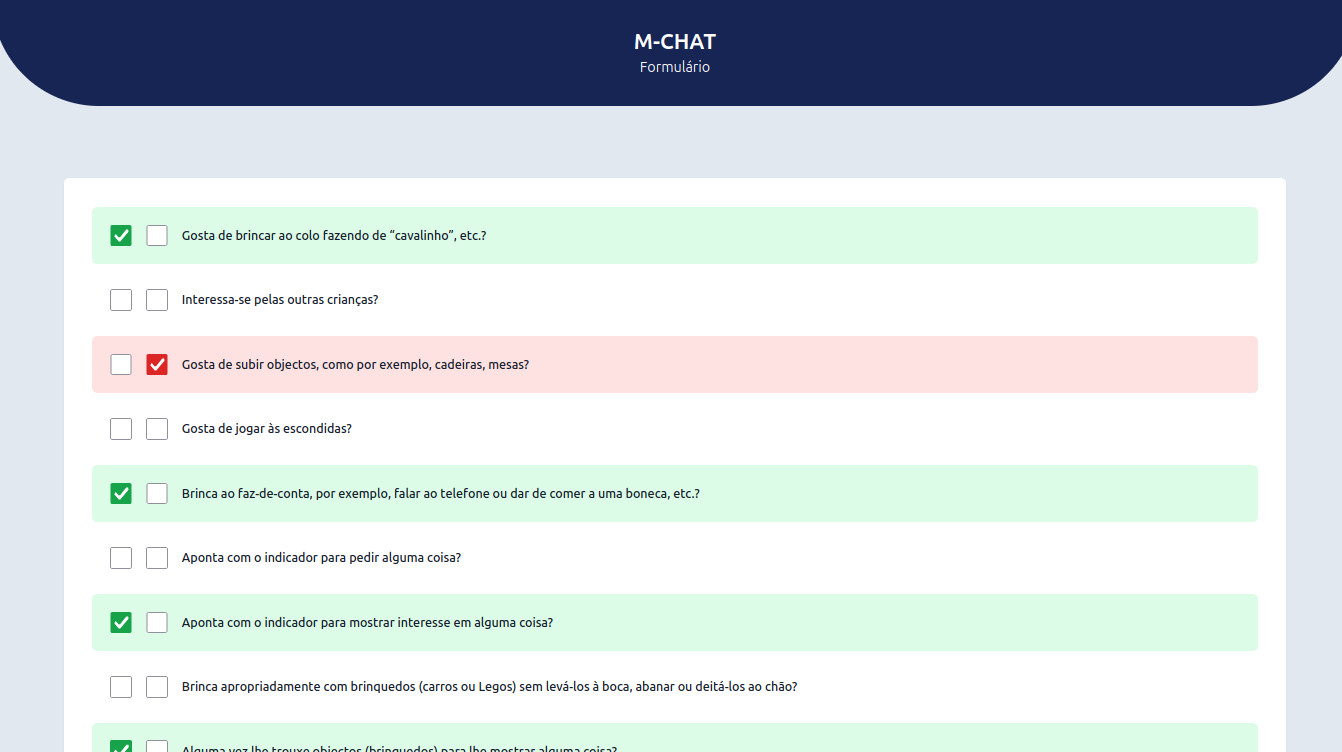 M-CHAT
Formulário
Gosta de brincar ao colo fazendo de “cavalinho”, etc.?
Interessa-se pelas outras crianças?
Gosta de subir objectos, como por exemplo, cadeiras, mesas?
Gosta de jogar às escondidas?
Brinca ao faz-de-conta, por exemplo, falar ao telefone ou dar de comer a uma boneca, etc.?
Aponta com o indicador para pedir alguma coisa?
Aponta com o indicador para mostrar interesse em alguma coisa?
Brinca apropriadamente com brinquedos (carros ou Legos) sem levá-los à boca, abanar ou deitá-los ao chão?
Alguma vez lhe trouxe objectos (brinquedos) para lhe mostrar alguma coisa?